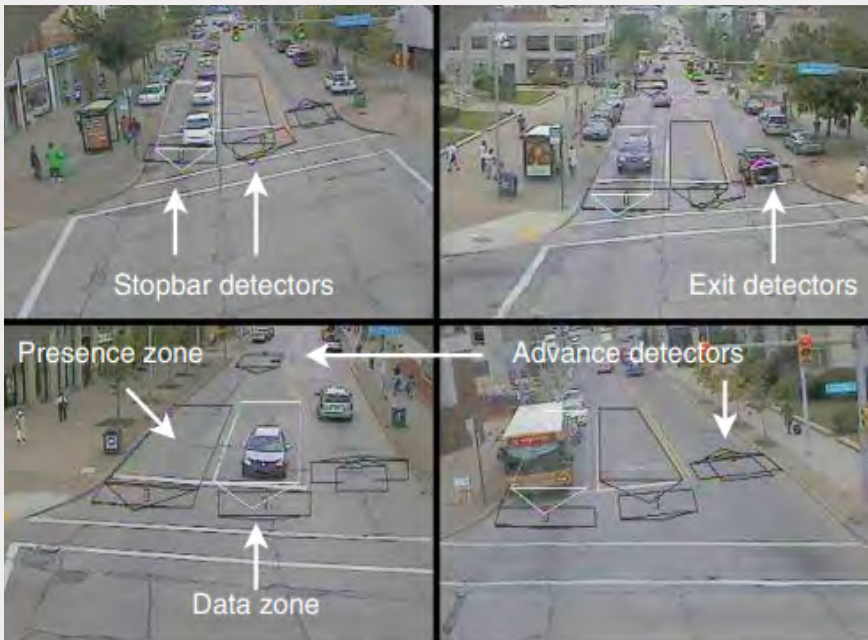 Stopbar detectors
Exit detectors
Presence zone
Advance detectors
Data zone